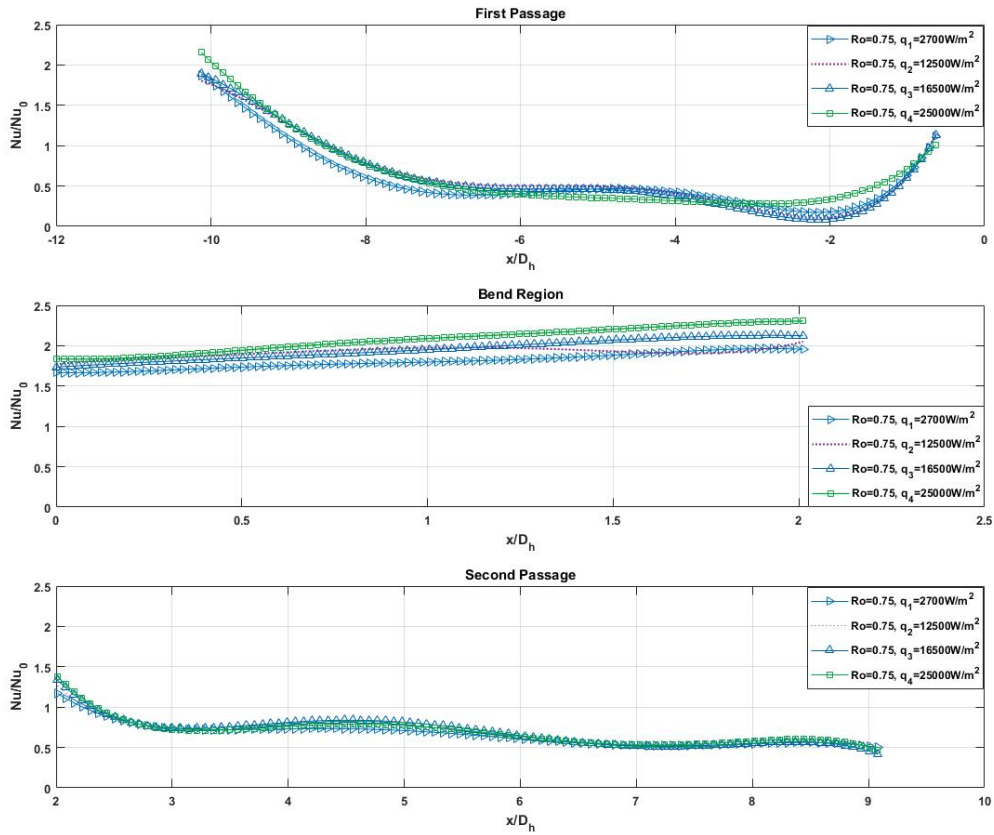 First Passage
2.5
2
1.5
1
0.5
0
Nu/Nu0
-12 -10 -8 -6 -4 -2 0
x/Dh
Ro=0.75, q1=2700W/m2
Ro=0.75, q2=12500W/m2
Ro=0.75, q3=16500W/m2
Ro=0.75, q4=25000W/m2
Bend Region
2.5
2
1.5
1
0.5
0
Nu/Nu0
0 0.5 1 1.5 2 2.5
x/Dh
Ro=0.75, q1=2700W/m2
Ro=0.75, q2=12500W/m2
Ro=0.75, q3=16500W/m2
Ro=0.75, q4=25000W/m2
Second Passage
2.5
2
1.5
1
0.5
0
Nu/Nu0
2 3 4 5 6 7 8 9 10
x/Dh
Ro=0.75, q1=2700W/m2
Ro=0.75, q2=12500W/m2
Ro=0.75, q3=16500W/m2
Ro=0.75, q4=25000W/m2